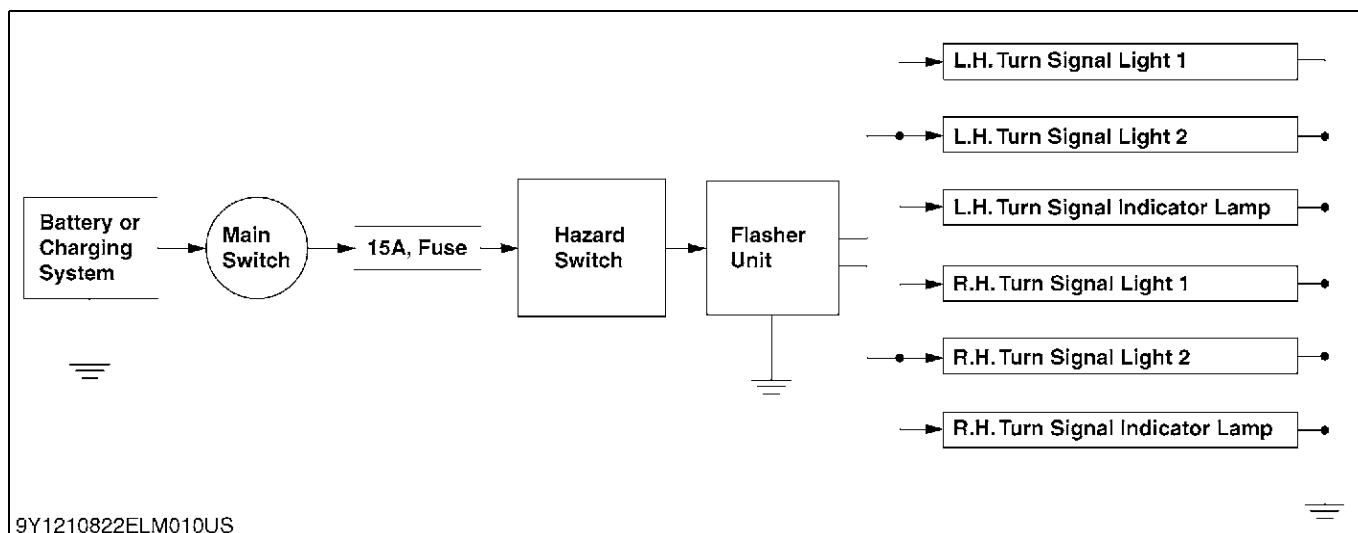 L.H. Turn Signal Light 1
L.H. Turn Signal Light 2
L.H. Turn Signal Indicator Lamp
Battery or
Charging
System
Main
Switch
15A, Fuse
Hazard
Switch
Flasher
Unit
R.H. Turn Signal Light 1
R.H. Turn Signal Light 2
R.H. Turn Signal Indicator Lamp
9Y1210822ELM010US